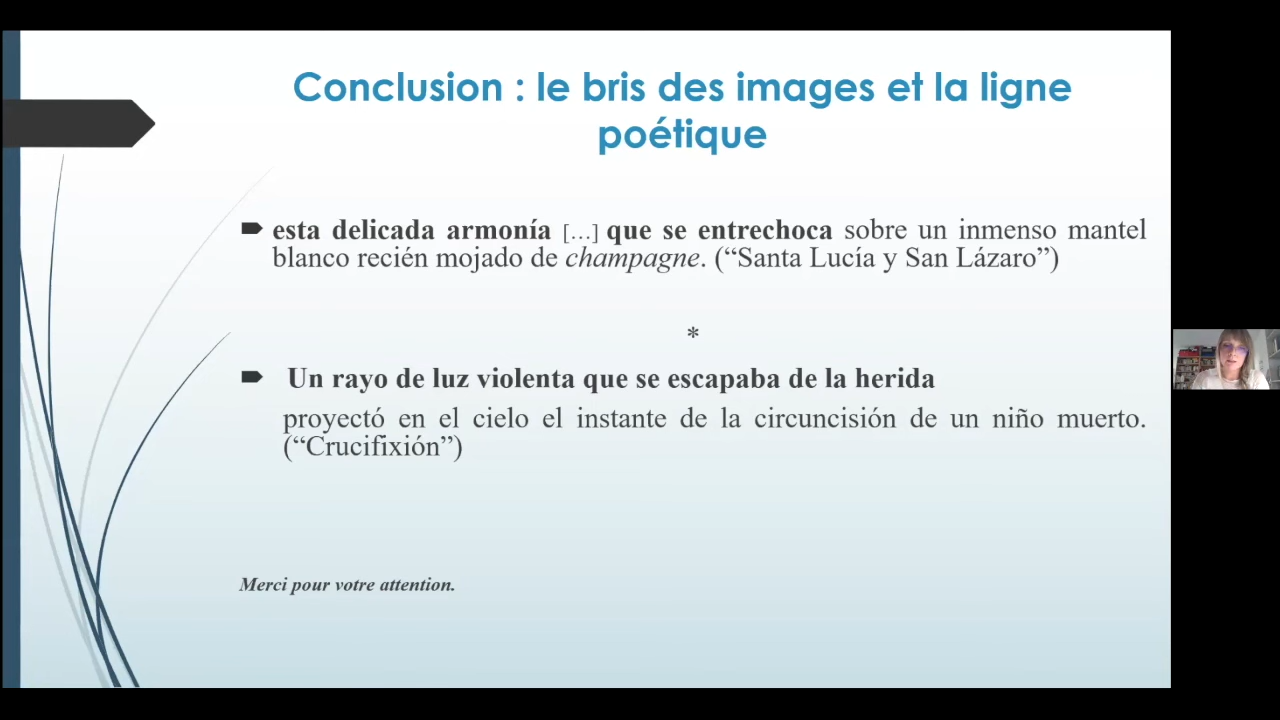 Conclusion : le bris des images et la ligne
poétique
esta delicada armonía […] que se entrechoca sobre un inmenso mantel
blanco recién mojado de champagne. (“Santa Lucía y San Lázaro”)
*
Un rayo de luz violenta que se escapaba de la herida
proyectó en el cielo el instante de la circuncisión de un niño muerto.
(“Crucifixión”)
Merci pour votre attention.